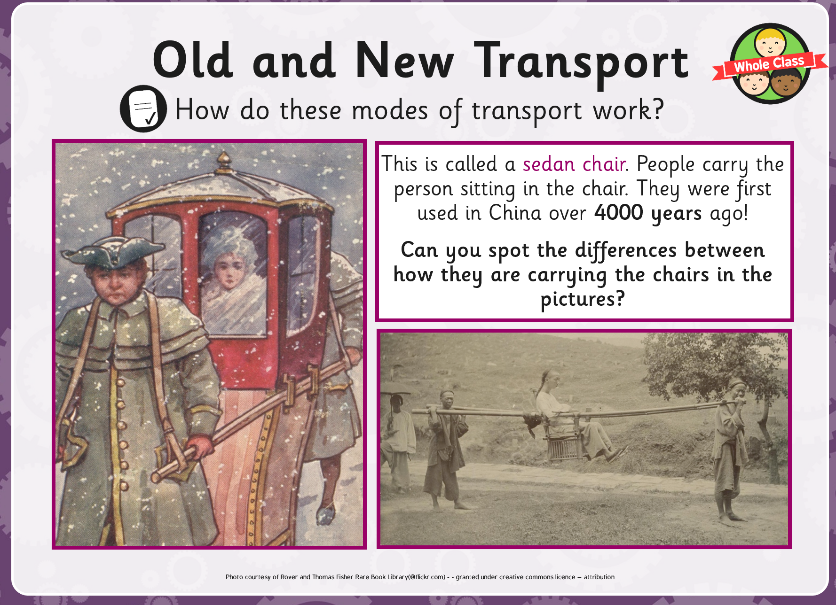 Old and New Transport
Whole Class
How do these modes of transport work?
This is called a sedan chair. People carry the
person sitting in the chair. They were first
used in China over 4000 years ago!
Can you spot the differences between
how they are carrying the chairs in the
pictures?
Photo courtesy of Rover and Thomas Fisher Rare Book Library(@flickr.com) - - granted under creative commons licence – attribution